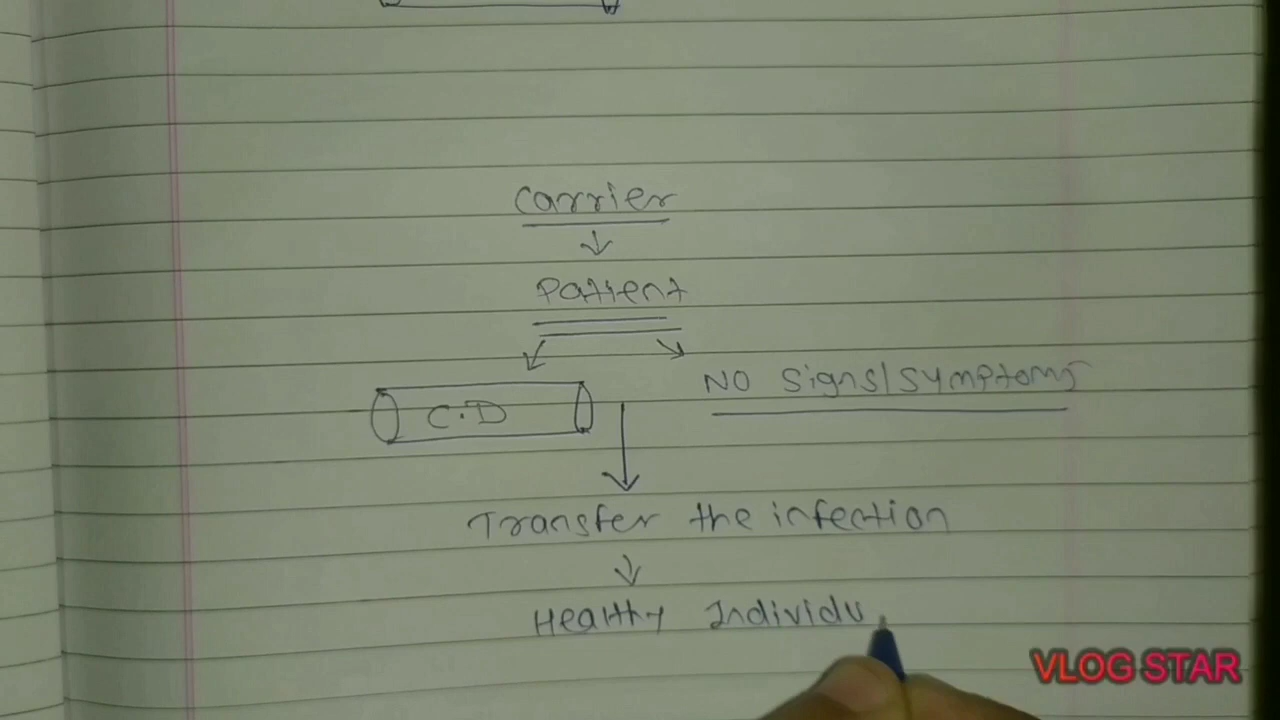 Carrier
Patient
C.D
NO Signs/Symptoms
Transfer the infection
Healthy Individu
VLOG STAR